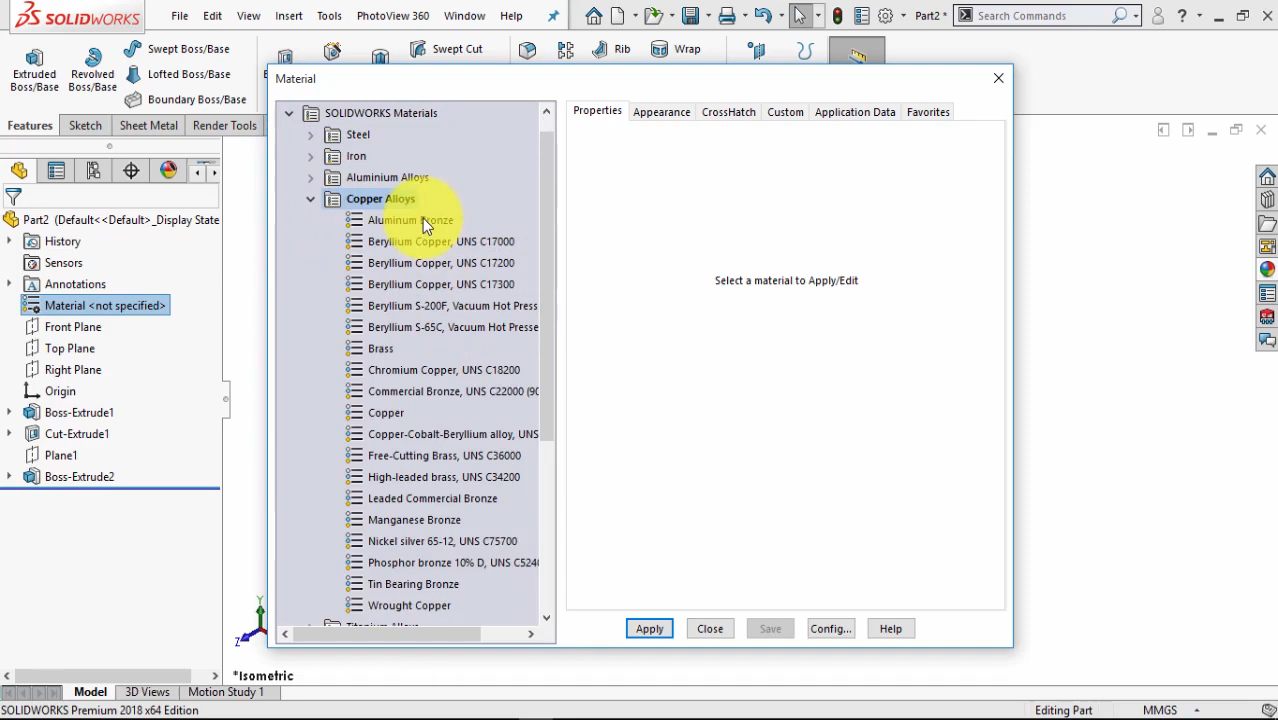 SOLIDWORKS
File Edit View Insert Tools PhotoView 360 Window Help
Part2 *
Search Commands
Extruded Boss/Base
Revolved Boss/Base
Swept Boss/Base
Lofted Boss/Base
Boundary Boss/Base
Swept Cut
Rib
Wrap
Features Sketch Sheet Metal Render Tools
Part2 (Default<<Default>_Display State
History
Sensors
Annotations
Material <not specified>
Front Plane
Top Plane
Right Plane
Origin
Boss-Extrude1
Cut-Extrude1
Plane1
Boss-Extrude2
Material
SOLIDWORKS Materials
Steel
Iron
Aluminium Alloys
Copper Alloys
Aluminum Bronze
Beryllium Copper, UNS C17000
Beryllium Copper, UNS C17200
Beryllium Copper, UNS C17300
Beryllium S-200F, Vacuum Hot Press
Beryllium S-65C, Vacuum Hot Presse
Brass
Chromium Copper, UNS C18200
Commercial Bronze, UNS C22000 (90
Copper
Copper-Cobalt-Beryllium alloy, UNS
Free-Cutting Brass, UNS C36000
High-leaded brass, UNS C34200
Leaded Commercial Bronze
Manganese Bronze
Nickel silver 65-12, UNS C75700
Phosphor bronze 10% D, UNS C5240
Tin Bearing Bronze
Wrought Copper
Titanium Alloys
Properties Appearance CrossHatch Custom Application Data Favorites
Select a material to Apply/Edit
Apply Close Save Config... Help
Y
Z
*Isometric
Model 3D Views Motion Study 1
SOLIDWORKS Premium 2018 x64 Edition
Editing Part
MMGS